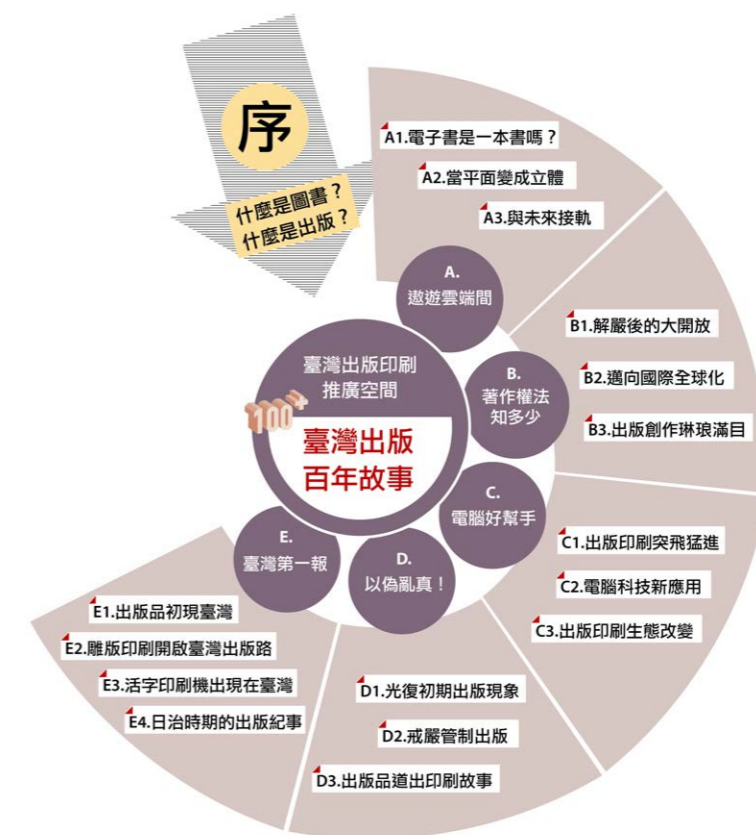 序
什麼是圖書？
什麼是出版？
臺灣出版印刷
推廣空間
100+
臺灣出版
百年故事
A.
遨遊雲端間
A1.電子書是一本書嗎？
A2.當平面變成立體
A3.與未來接軌
B.
著作權法
知多少
B1.解嚴後的大開放
B2.邁向國際全球化
B3.出版創作琳琅滿目
C.
電腦好幫手
C1.出版印刷突飛猛進
C2.電腦科技新應用
C3.出版印刷生態改變
D.
以偽亂真！
D1.光復初期出版現象
D2.戒嚴管制出版
D3.出版品道出印刷故事
E.
臺灣第一報
E1.出版品初現臺灣
E2.雕版印刷開啟臺灣出版路
E3.活字印刷機出現在臺灣
E4.日治時期的出版紀事